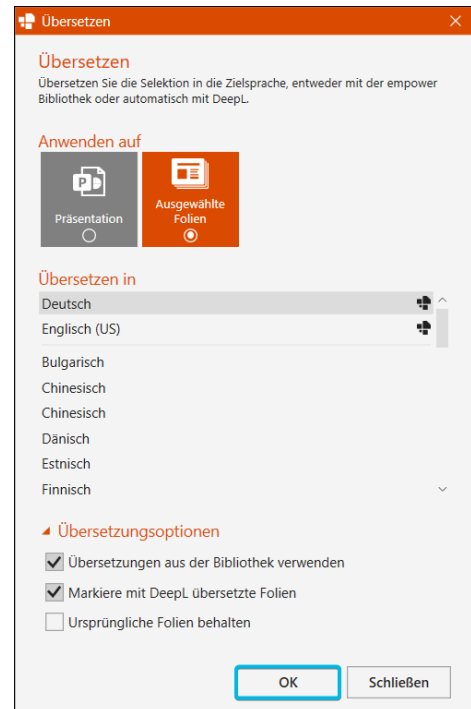 Übersetzen
Übersetzen
Übersetzen Sie die Selektion in die Zielsprache, entweder mit der empower
Bibliothek oder automatisch mit DeepL.
Anwenden auf
Präsentation
Ausgewählte
Folien
Übersetzen in
Deutsch
Englisch (US)
Bulgarisch
Chinesisch
Chinesisch
Dänisch
Estnisch
Finnisch
Übersetzungsoptionen
Übersetzungen aus der Bibliothek verwenden
Markiere mit DeepL übersetzte Folien
Ursprüngliche Folien behalten
OK
Schließen